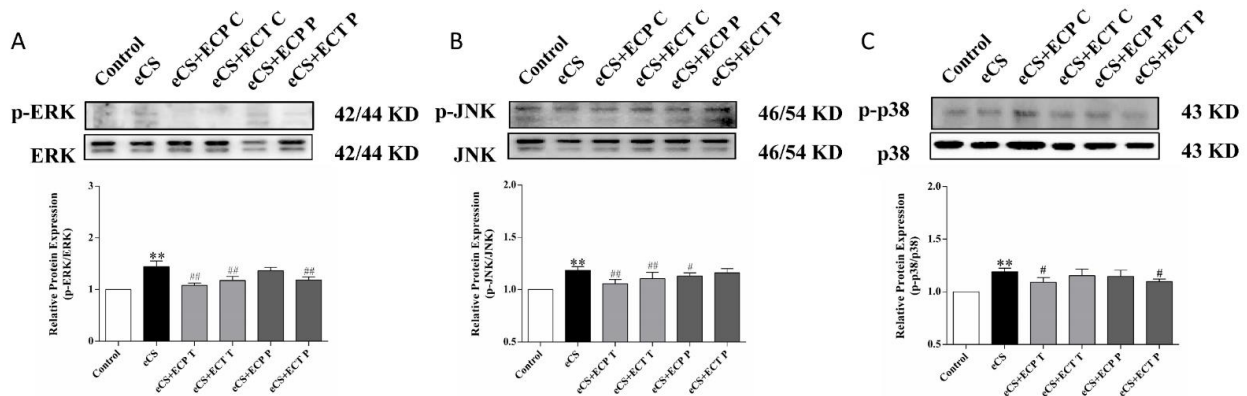 A
Control
eCS
eCS+ECP C
eCS+ECT C
eCS+ECP P
eCS+ECT P
p-ERK
42/44 KD
ERK
42/44 KD
Relative Protein Expression
(p-ERK/ERK)
3
2
1
0
**
##
##
##
Control
eCS
eCS+ECP T
eCS+ECT T
eCS+ECP P
eCS+ECT P
B
Control
eCS
eCS+ECP C
eCS+ECT C
eCS+ECP P
eCS+ECT P
p-JNK
46/54 KD
JNK
46/54 KD
Relative Protein Expression
(p-JNK/JNK)
2.0
1.5
1.0
0.5
**
##
##
#
Control
eCS
eCS+ECP T
eCS+ECT T
eCS+ECP P
eCS+ECT P
C
Control
eCS
eCS+ECP C
eCS+ECT C
eCS+ECP P
eCS+ECT P
p-p38
43 KD
p38
43 KD
Relative Protein Expression
(p-p38/p38)
2.0
1.5
1.0
0.5
**
#
#
Control
eCS
eCS+ECP T
eCS+ECT T
eCS+ECP P
eCS+ECT P